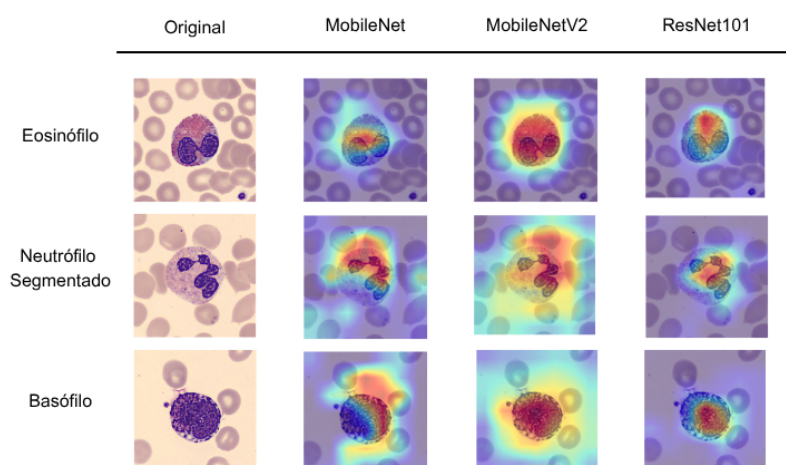 Original MobileNet MobileNetV2 ResNet101
Eosinófilo
Neutrófilo
Segmentado
Basófilo